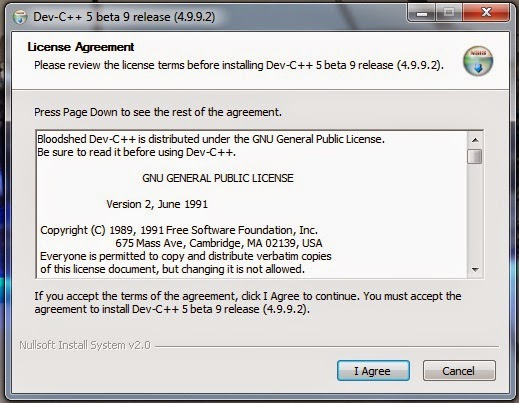 Dev-C++ 5 beta 9 release (4.9.9.2)
License Agreement
Please review the license terms before installing Dev-C++ 5 beta 9 release (4.9.9.2).
Press Page Down to see the rest of the agreement.
Bloodshed Dev-C++ is distributed under the GNU General Public License.
Be sure to read it before using Dev-C++.
GNU GENERAL PUBLIC LICENSE
Version 2, June 1991
Copyright (C) 1989, 1991 Free Software Foundation, Inc.
675 Mass Ave, Cambridge, MA 02139, USA
Everyone is permitted to copy and distribute verbatim copies
of this license document, but changing it is not allowed.
If you accept the terms of the agreement, click I Agree to continue. You must accept the
agreement to install Dev-C++ 5 beta 9 release (4.9.9.2).
Nullsoft Install System v2.0
I Agree
Cancel